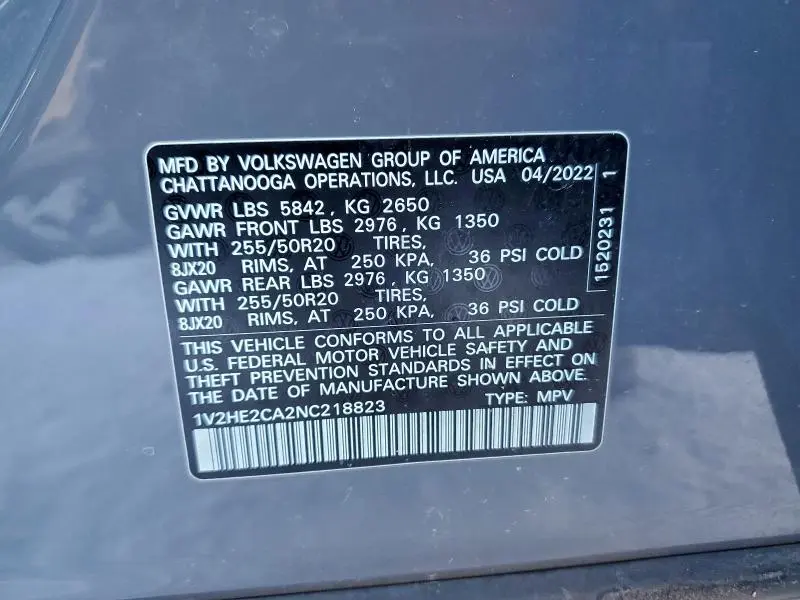 MFD BY VOLKSWAGEN GROUP OF AMERICA
CHATTANOOGA OPERATIONS, LLC. USA 04/2022
GVWR LBS 5842, KG 2650
GAWR FRONT LBS 2976, KG 1350
WITH 255/50R20 TIRES,
8JX20 RIMS, AT 250 KPA, 36 PSI COLD
GAWR REAR LBS 2976, KG 1350
WITH 255/50R20 TIRES,
8JX20 RIMS, AT 250 KPA, 36 PSI COLD
1520231 1
THIS VEHICLE CONFORMS TO ALL APPLICABLE
U.S. FEDERAL MOTOR VEHICLE SAFETY AND
THEFT PREVENTION STANDARDS IN EFFECT ON
THE DATE OF MANUFACTURE SHOWN ABOVE.
1V2HE2CA2NC218823 TYPE: MPV